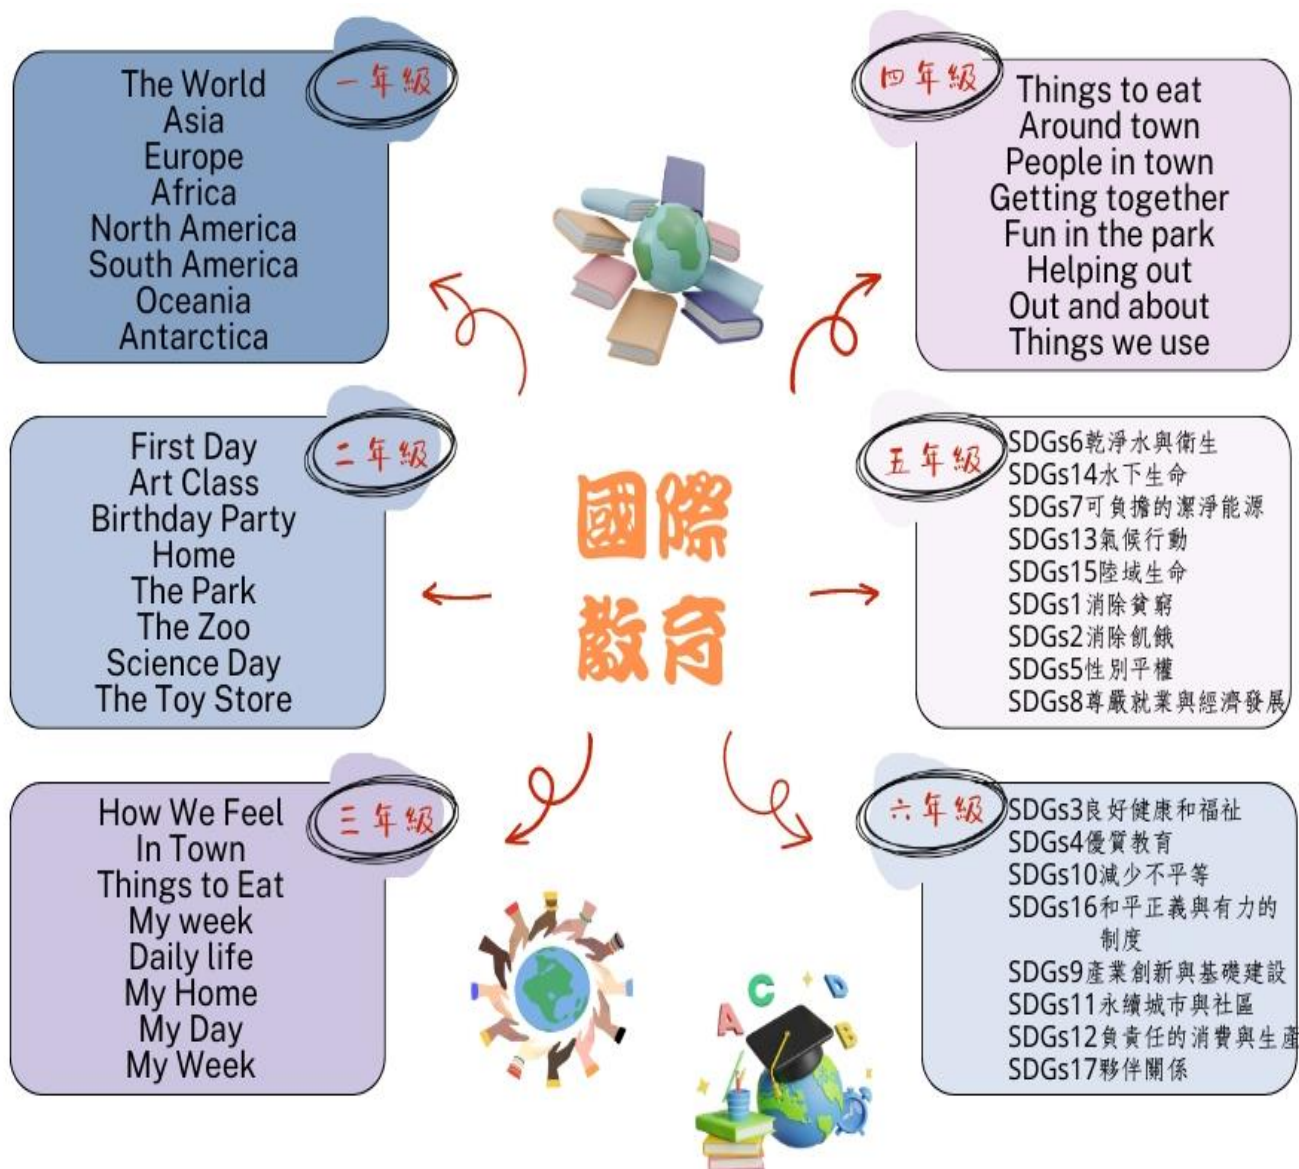 國際
教育
一年級
The World
Asia
Europe
Africa
North America
South America
Oceania
Antarctica
二年級
First Day
Art Class
Birthday Party
Home
The Park
The Zoo
Science Day
The Toy Store
三年級
How We Feel
In Town
Things to Eat
My week
Daily life
My Home
My Day
My Week
四年級
Things to eat
Around town
People in town
Getting together
Fun in the park
Helping out
Out and about
Things we use
五年級
SDGs6乾淨水與衛生
SDGs14水下生命
SDGs7可負擔的潔淨能源
SDGs13氣候行動
SDGs15陸域生命
SDGs1消除貧窮
SDGs2消除飢餓
SDGs5性別平權
SDGs8尊嚴就業與經濟發展
六年級
SDGs3良好健康和福祉
SDGs4優質教育
SDGs10減少不平等
SDGs16和平正義與有力的
制度
SDGs9產業創新與基礎建設
SDGs11永續城市與社區
SDGs12負責任的消費與生產
SDGs17夥伴關係
A
C
D
B